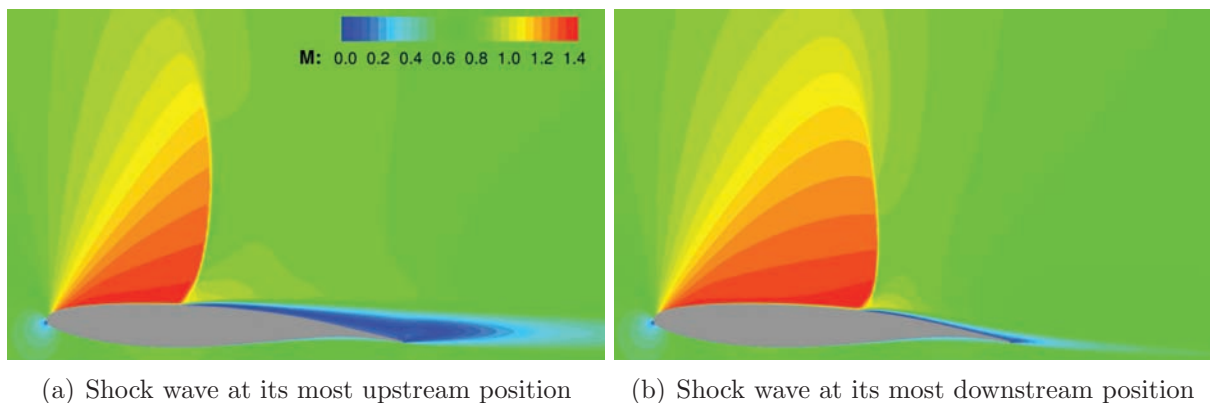 M: 0.0 0.2 0.4 0.6 0.8 1.0 1.2 1.4
(a) Shock wave at its most upstream position
(b) Shock wave at its most downstream position